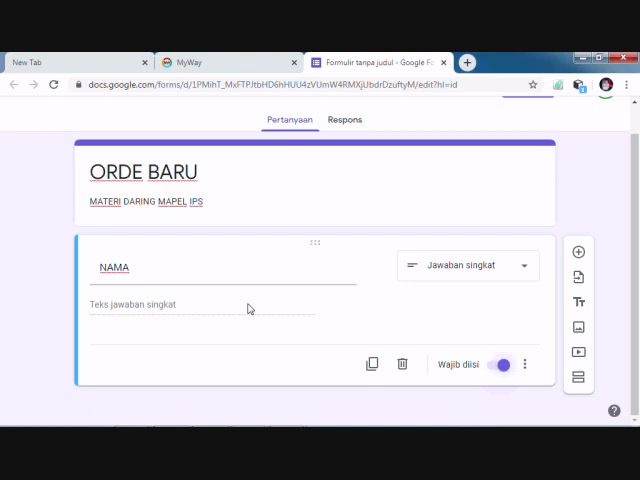 New Tab
MyWay
Formulir tanpa judul - Google Fo
docs.google.com/forms/d/1PMihT_MxFTPJtbHD6hHUU4zVUmW4RMXjUbdrDzuftyM/edit?hl=id
Pertanyaan Respons
ORDE BARU
MATERI DARING MAPEL IPS
NAMA
Jawaban singkat
Teks jawaban singkat
Wajib diisi